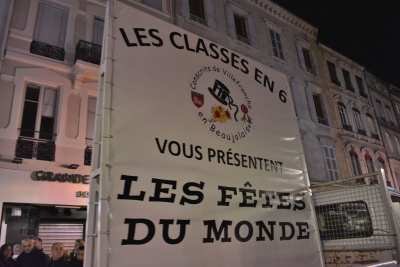 LES CLASSES EN 6
Conscrits de Villefranche
en Beaujolais
VOUS PRÉSENTENT
LES FÊTES
DU MONDE
GRANDE